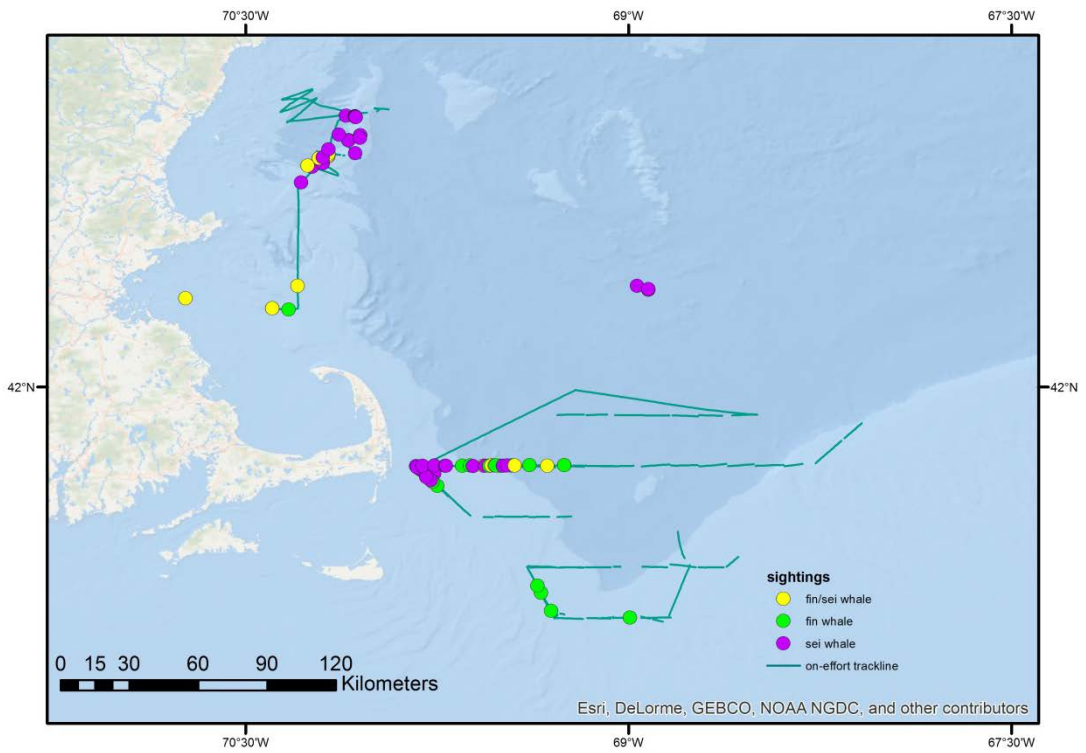 70°30'W 69°W 67°30'W
42°N 42°N
sightings
fin/sei whale
fin whale
sei whale
on-effort trackline
0 15 30 60 90 120
Kilometers
Esri, DeLorme, GEBCO, NOAA NGDC, and other contributors
70°30'W 69°W 67°30'W